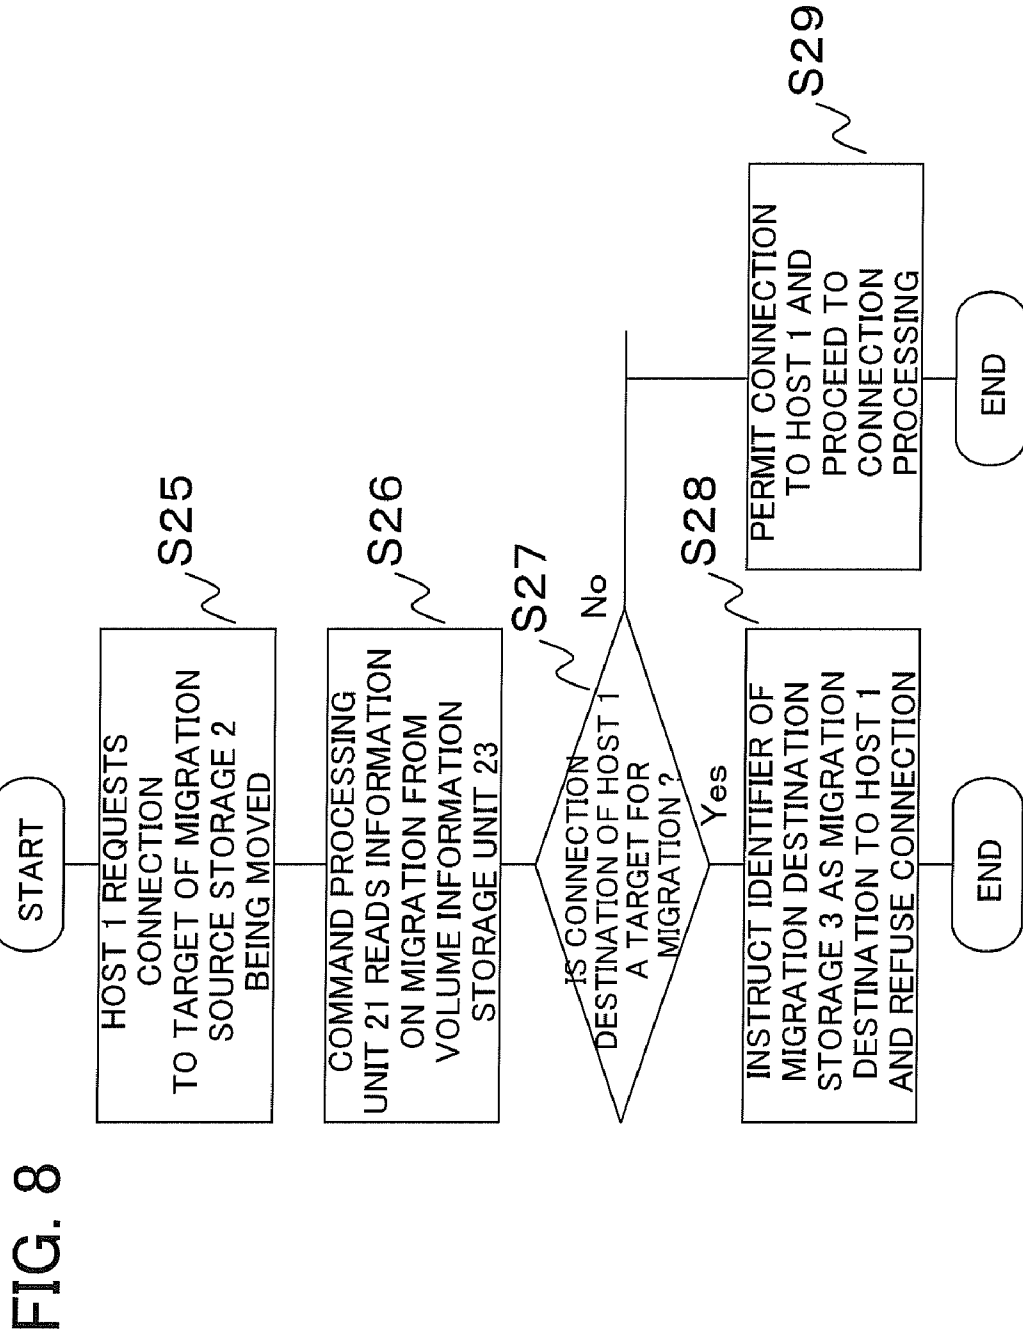 FIG. 8
START
HOST 1 REQUESTS
CONNECTION
TO TARGET OF MIGRATION
SOURCE STORAGE 2
BEING MOVED
S25
COMMAND PROCESSING
UNIT 21 READS INFORMATION
ON MIGRATION FROM
VOLUME INFORMATION
STORAGE UNIT 23
S26
IS CONNECTION
DESTINATION OF HOST 1
A TARGET FOR
MIGRATION ?
S27
No
Yes
INSTRUCT IDENTIFIER OF
MIGRATION DESTINATION
STORAGE 3 AS MIGRATION
DESTINATION TO HOST 1
AND REFUSE CONNECTION
S28
END
PERMIT CONNECTION
TO HOST 1 AND
PROCEED TO
CONNECTION
PROCESSING
S29
END